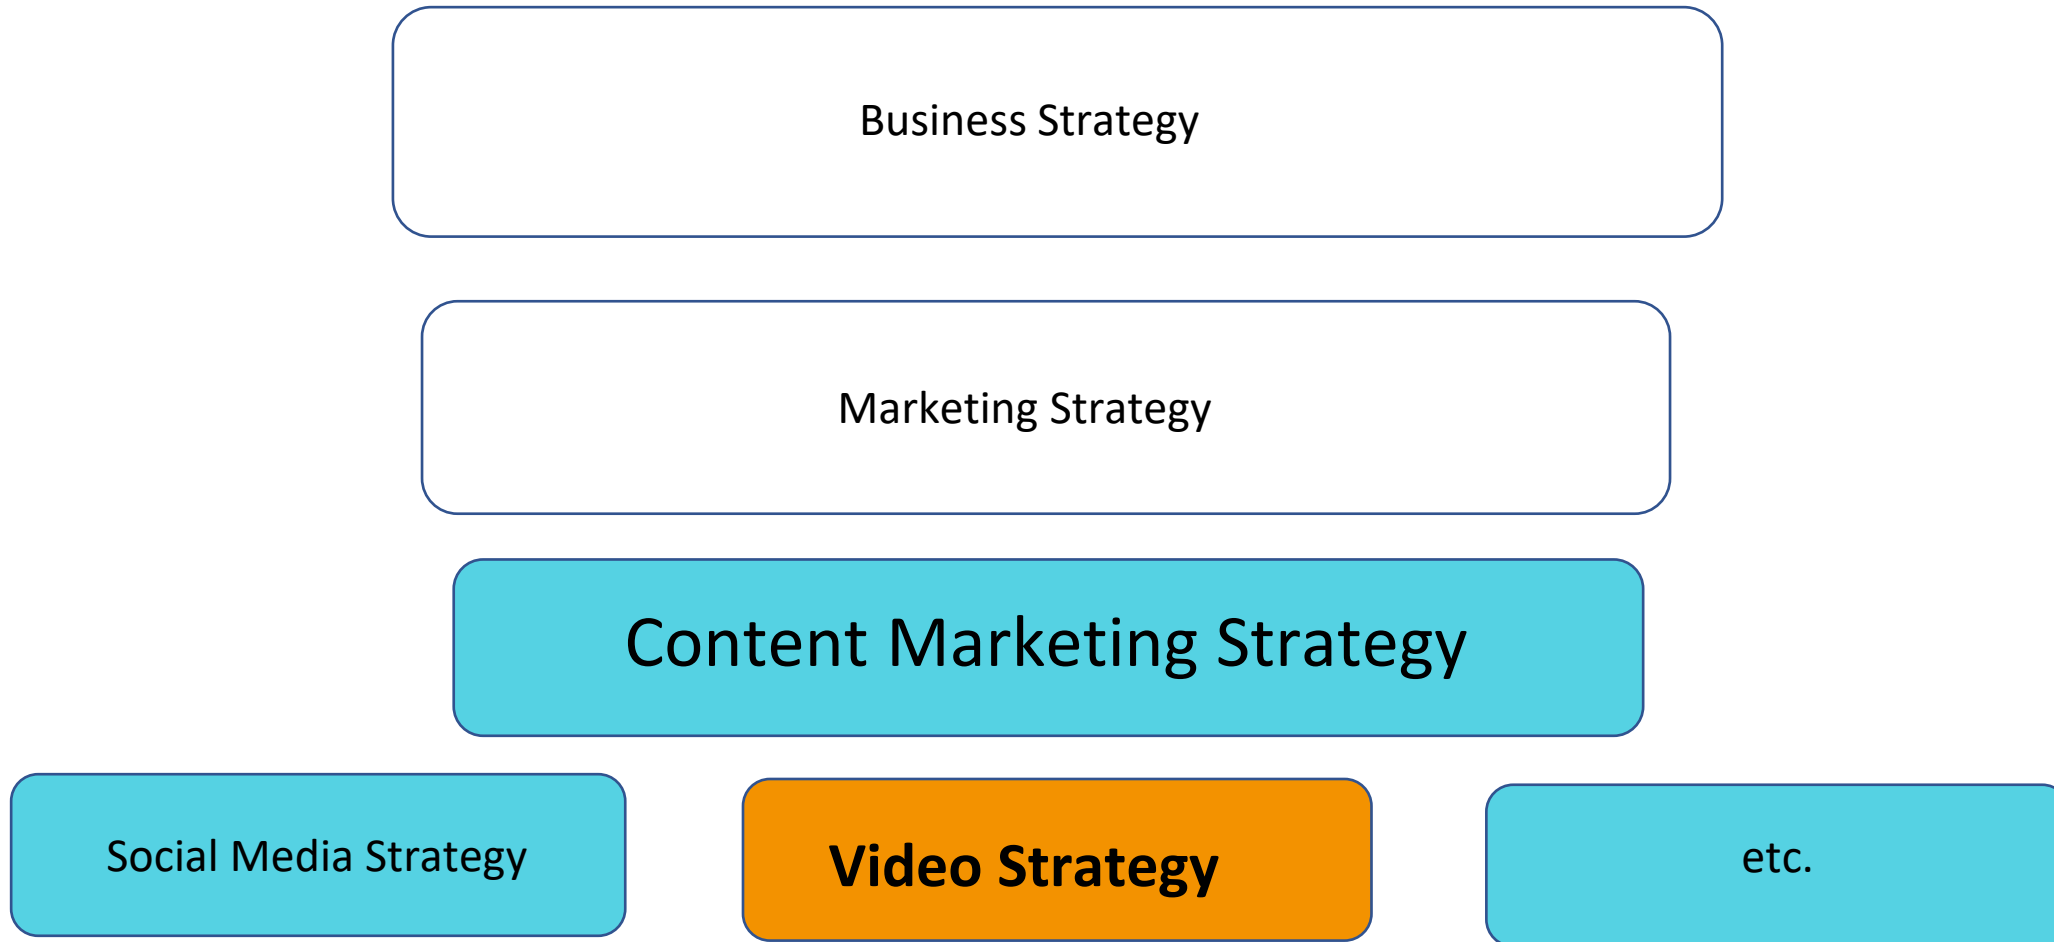 Business Strategy
Marketing Strategy
Content Marketing Strategy
Social Media Strategy
Video Strategy
etc.